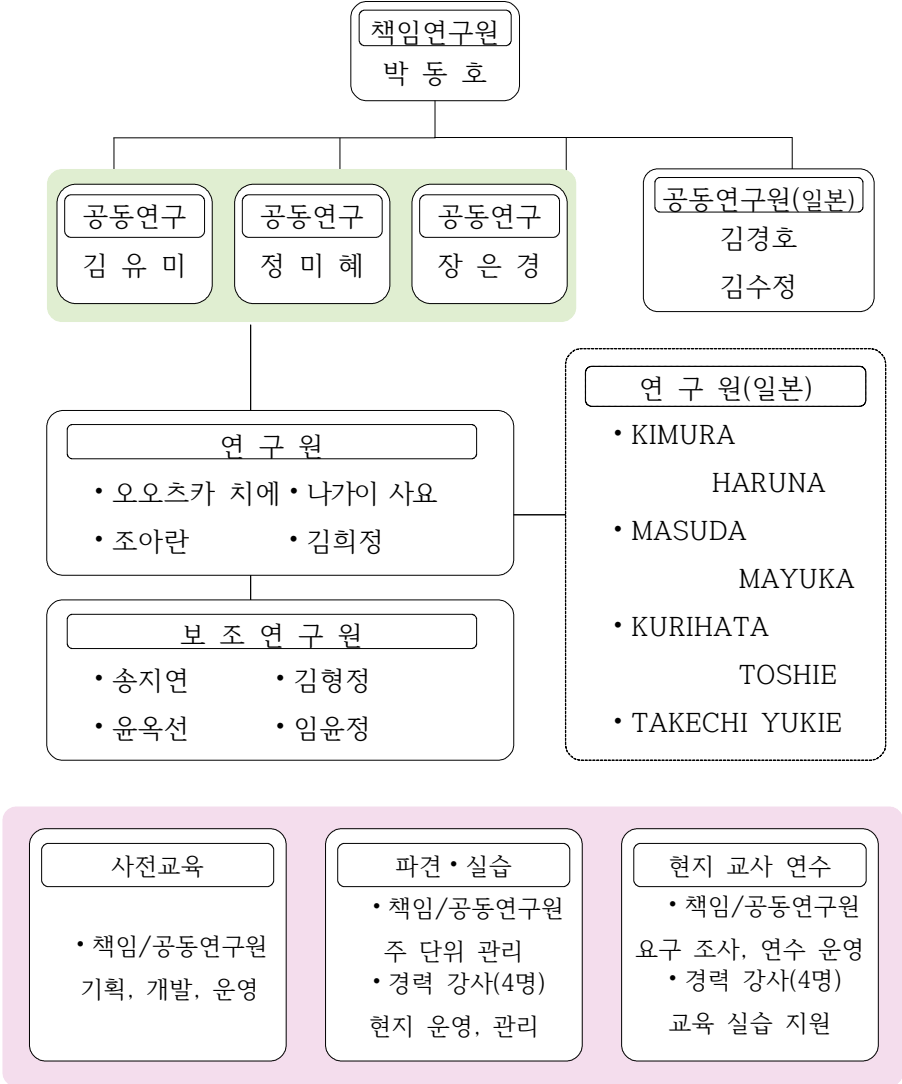 책임연구원
박 동 호
공동연구
김 유 미
공동연구
정 미 혜
공동연구
장 은 경
공동연구원(일본)
김경호
김수정
연 구 원
•오오츠카 치에 •나가이 사요
•조아란 •김희정
보 조 연 구 원
•송지연 •김형정
•윤옥선 •임윤정
연 구 원(일본)
•KIMURA
HARUNA
•MASUDA
MAYUKA
•KURIHATA
TOSHIE
•TAKECHI YUKIE
사전교육
•책임/공동연구원
기획, 개발, 운영
파견•실습
•책임/공동연구원
주 단위 관리
•경력 강사(4명)
현지 운영, 관리
현지 교사 연수
•책임/공동연구원
요구 조사, 연수 운영
•경력 강사(4명)
교육 실습 지원